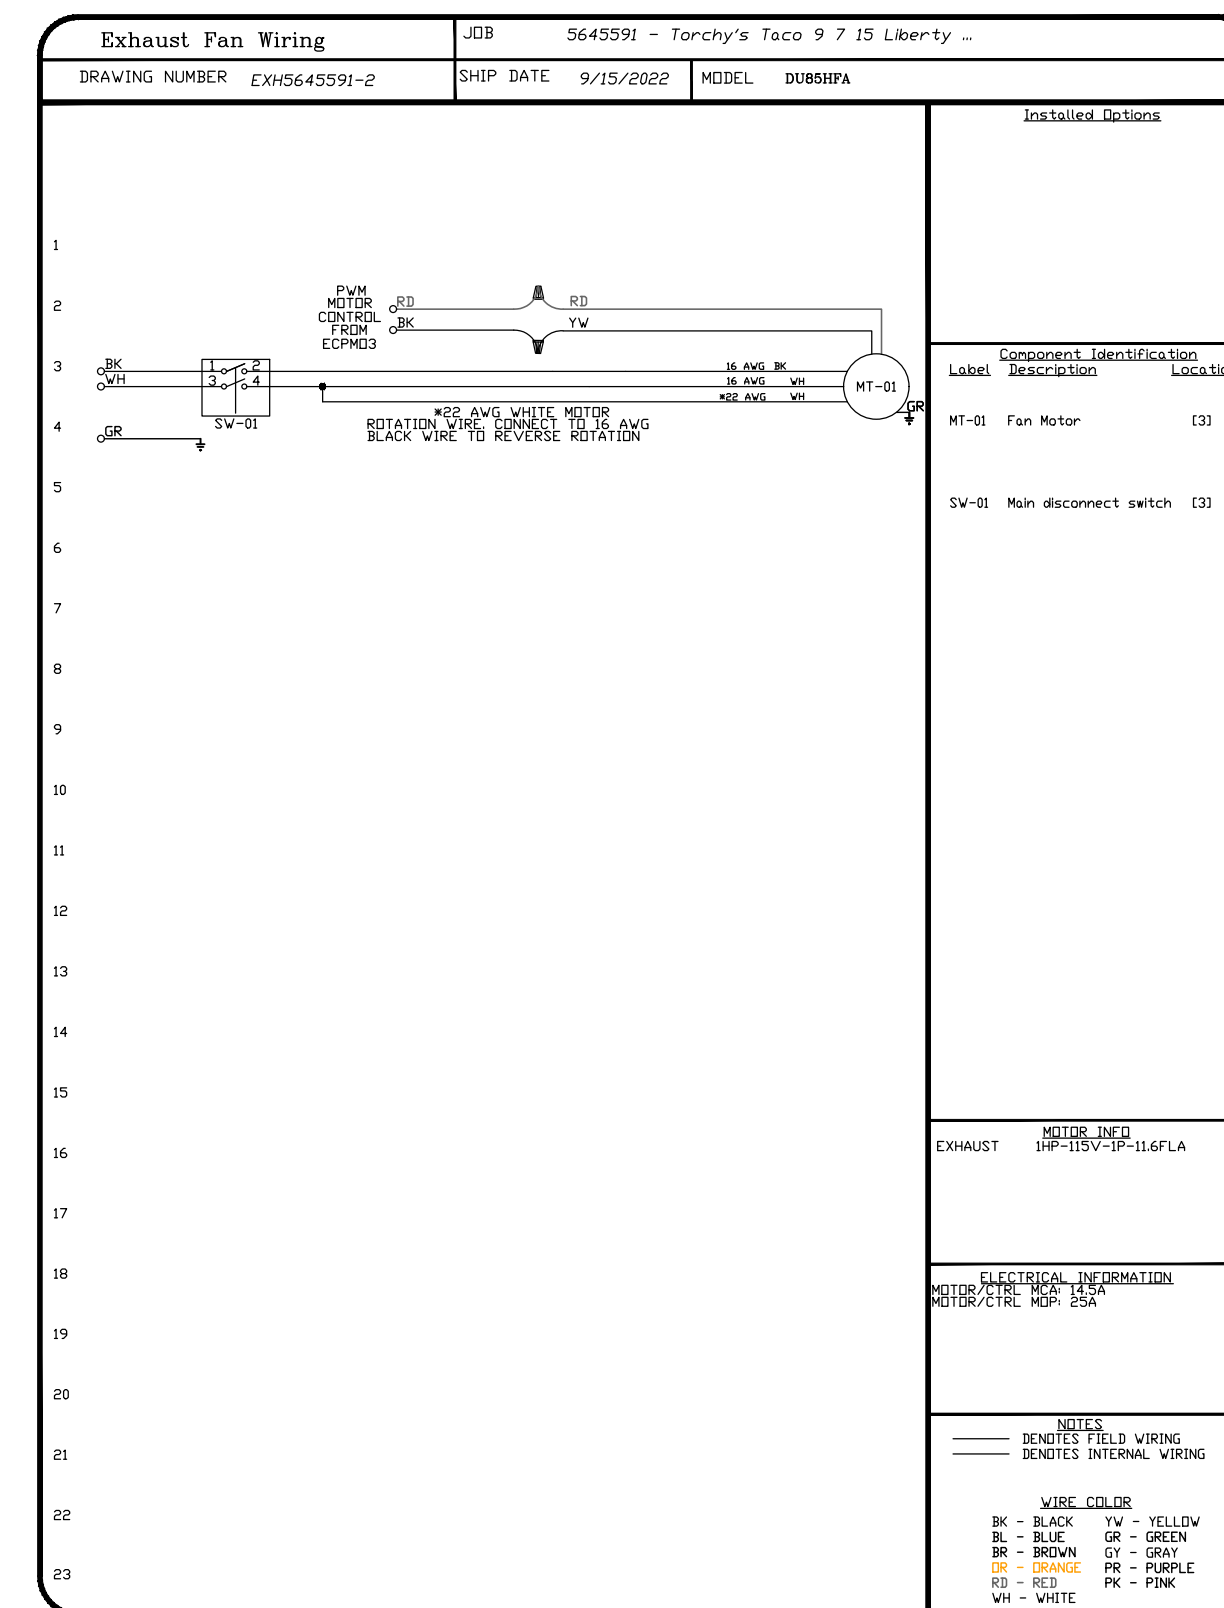 Exhaust Fan Wiring
JOB 5645591 - Torchy's Taco 9 7 15 Liberty ...
DRAWING NUMBER EXH5645591-2
SHIP DATE 9/15/2022
MODEL DU85HFA
Installed Options
1
2
3
4
5
6
7
8
9
10
11
12
13
14
15
16
17
18
19
20
21
22
23
PWM
MOTOR
CONTROL
FROM
ECPM03
RD
RD
BK
YW
BK
WH
1 2
3 4
SW-01
GR
16 AWG BK
16 AWG WH
*22 AWG WH
MT-01
GR
*22 AWG WHITE MOTOR
ROTATION WIRE. CONNECT TO 16 AWG
BLACK WIRE TO REVERSE ROTATION
Component Identification
Label Description
MT-01 Fan Motor [3]
SW-01 Main disconnect switch [3]
MOTOR INFO
EXHAUST 1HP-115V-1P-11.6FLA
ELECTRICAL INFORMATION
MOTOR/CTRL MCA: 14.5A
MOTOR/CTRL MOP: 25A
NOTES
DENOTES FIELD WIRING
DENOTES INTERNAL WIRING
WIRE COLOR
BK - BLACK YW - YELLOW
BL - BLUE GR - GREEN
BR - BROWN GY - GRAY
OR - ORANGE PR - PURPLE
RD - RED PK - PINK
WH - WHITE